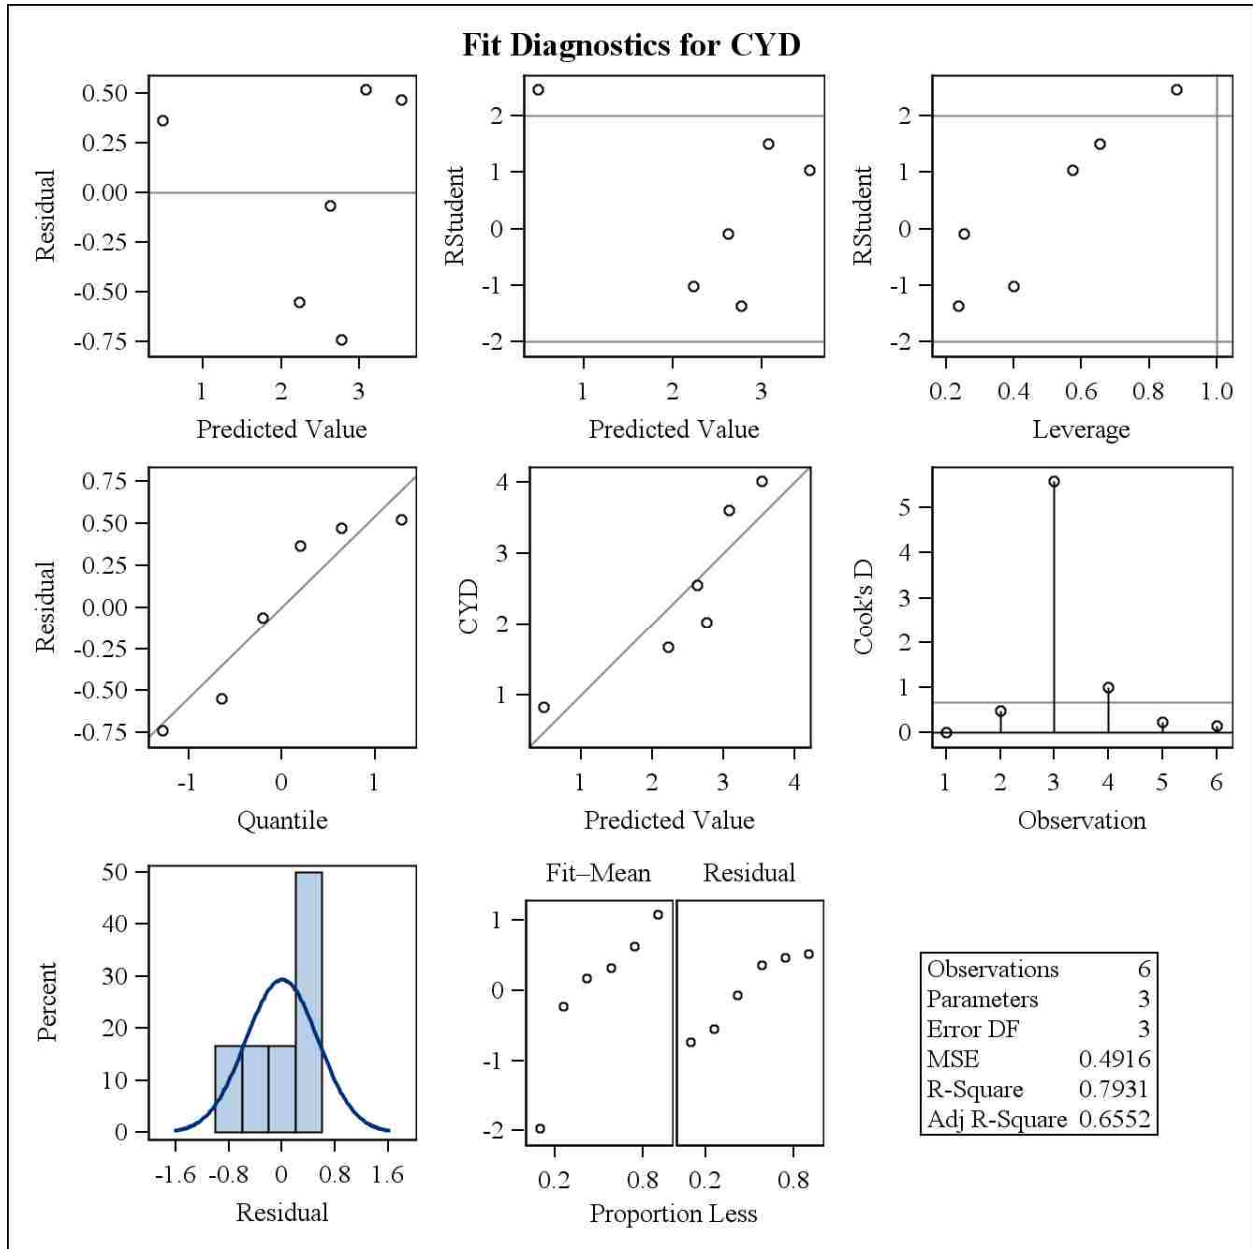 Fit Diagnostics for CYD
0.50
0.25
0.00
-0.25
-0.50
-0.75
Residual
1 2 3
Predicted Value
2
1
0
-1
-2
RStudent
1 2 3
Predicted Value
2
1
0
-1
-2
RStudent
0.2 0.4 0.6 0.8 1.0
Leverage
0.75
0.50
0.25
0.00
-0.25
-0.50
-0.75
Residual
-1 0 1
Quantile
4
3
2
1
CYD
1 2 3 4
Predicted Value
5
4
3
2
1
0
Cook's D
1 2 3 4 5 6
Observation
50
40
30
20
10
0
Percent
-1.6 -0.8 0 0.8 1.6
Residual
Fit–Mean Residual
1
0
-1
-2
0.2 0.8 0.2 0.8
Proportion Less
Observations 6
Parameters 3
Error DF 3
MSE 0.4916
R-Square 0.7931
Adj R-Square 0.6552